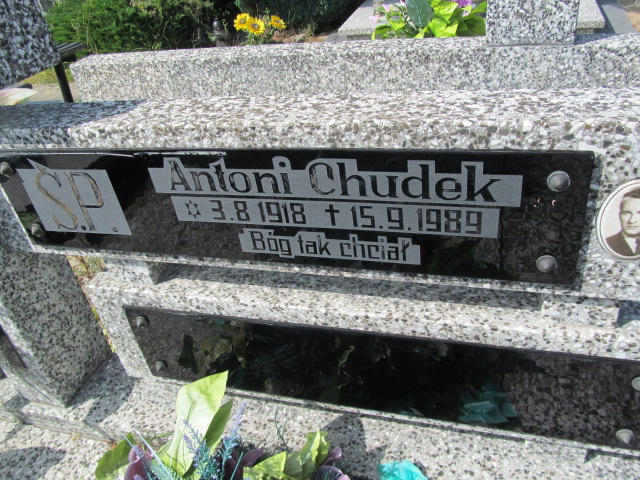 Ś.P.
Antoni Chudek
✡ 3.8 1918 ✝ 15.9.1989
Bóg tak chciał